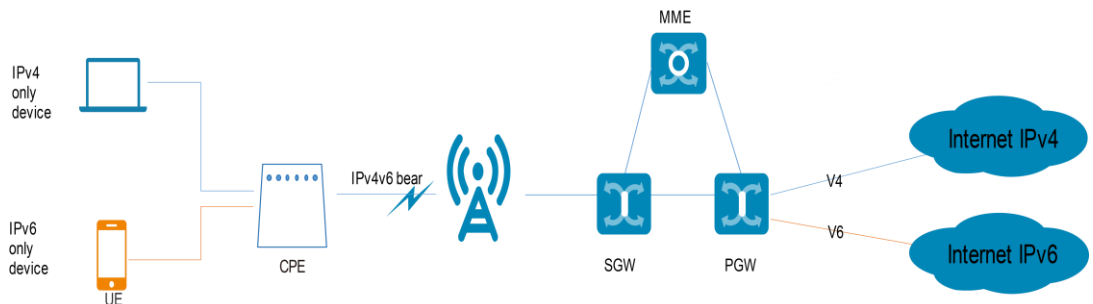 MME
IPv4
only
device
Internet IPv4
IPv4v6 bear
V4
IPv6
only
device
V6
Internet IPv6
CPE
SGW
PGW
UE